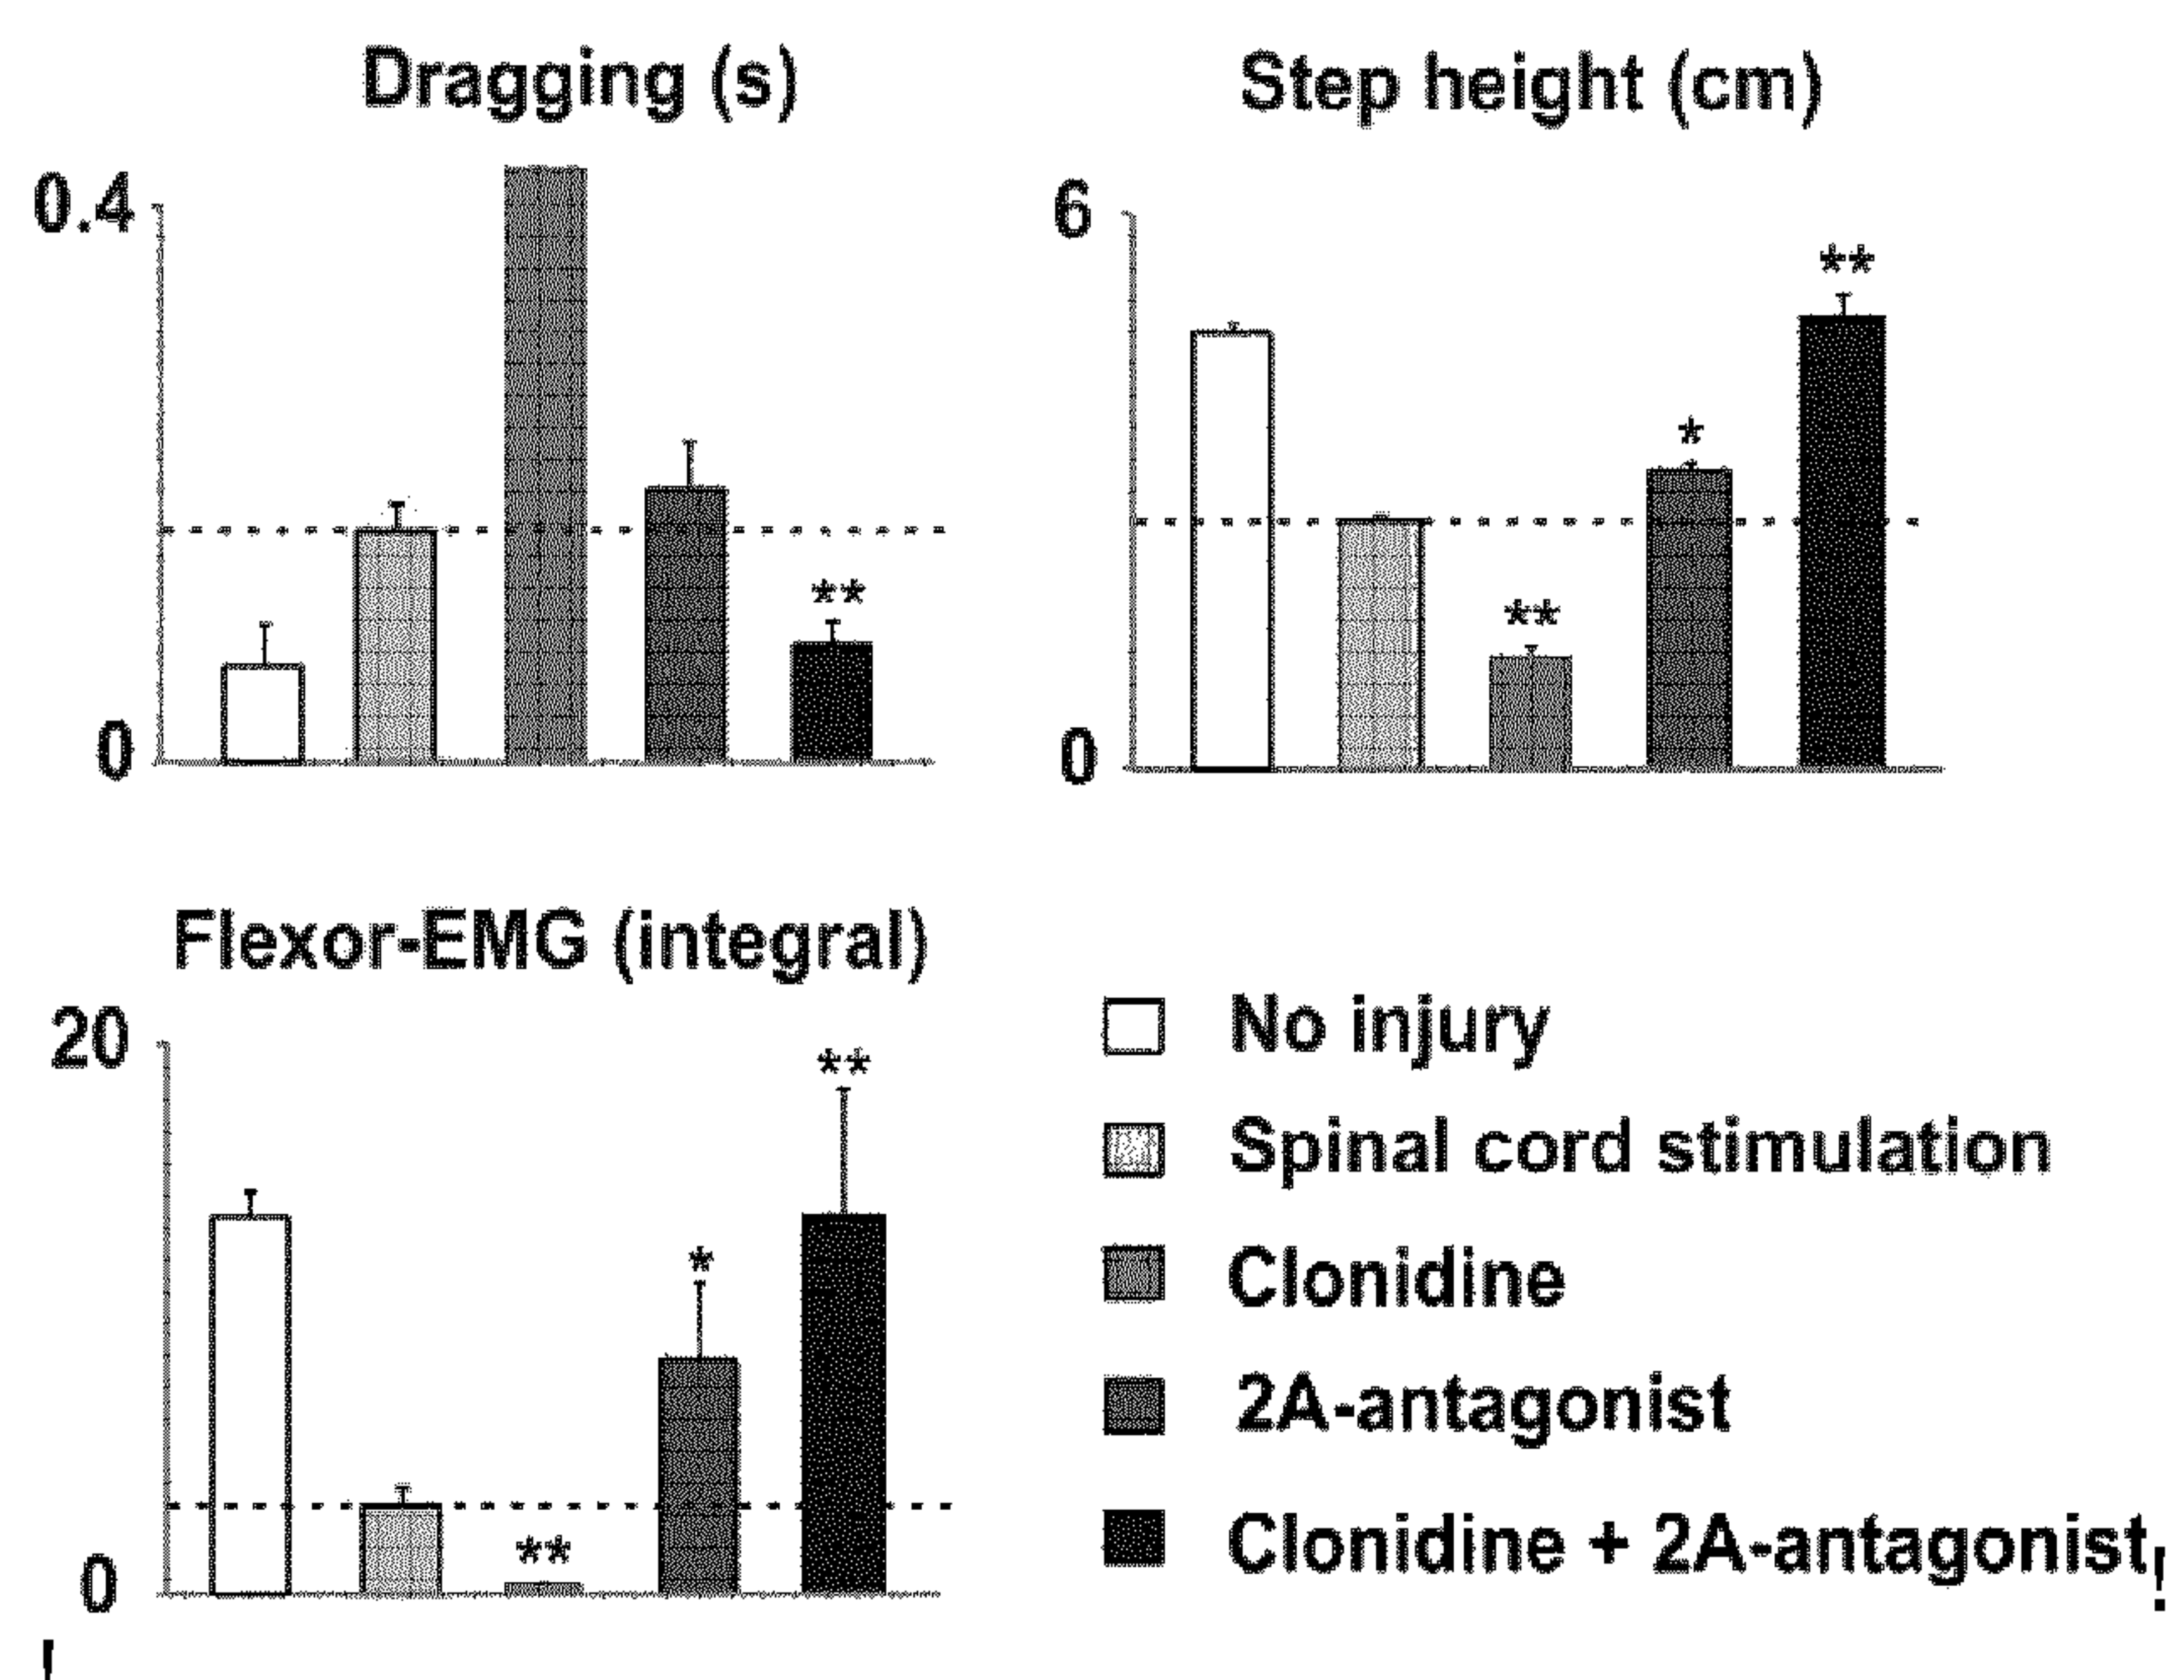 Dragging (s)
Step height (cm)
0.4
6
**
*
**
**
0
0
Flexor-EMG (integral)
20
**
*
**
0
No injury
Spinal cord stimulation
Clonidine
2A-antagonist
Clonidine + 2A-antagonist